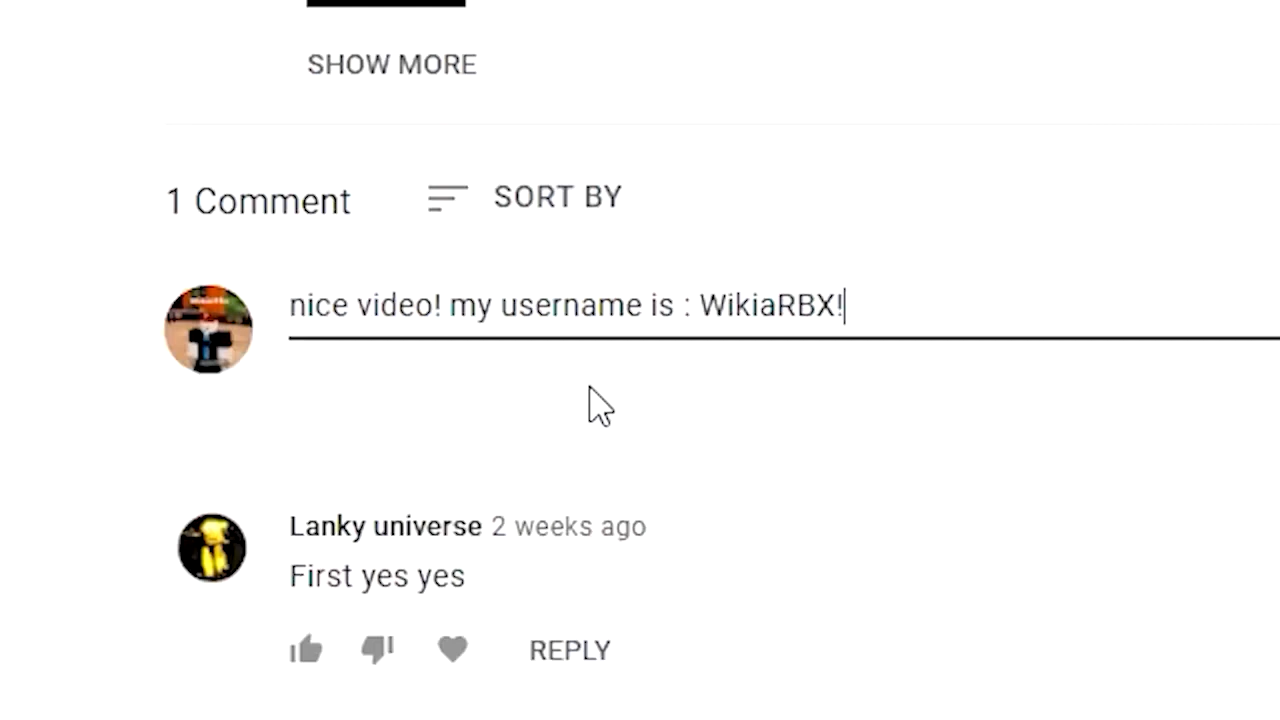 SHOW MORE
1 Comment SORT BY
nice video! my username is : WikiaRBX!
Lanky universe 2 weeks ago
First yes yes
REPLY